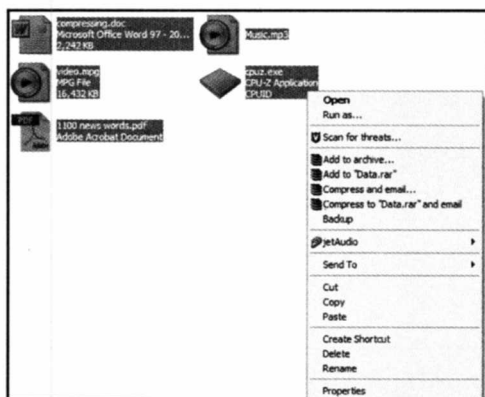 compressing.doc
Microsoft Office Word 97 - 20...
2,242 KB
Music.mp3
video.mpg
MPG File
16,432 KB
cpuz.exe
CPU-Z Application
CPUID
PDF
1100 news words.pdf
Adobe Acrobat Document
Open
Run as...
Scan for threats...
Add to archive...
Add to "Data.rar"
Compress and email...
Compress to "Data.rar" and email
Backup
jetAudio
Send To
Cut
Copy
Paste
Create Shortcut
Delete
Rename
Properties